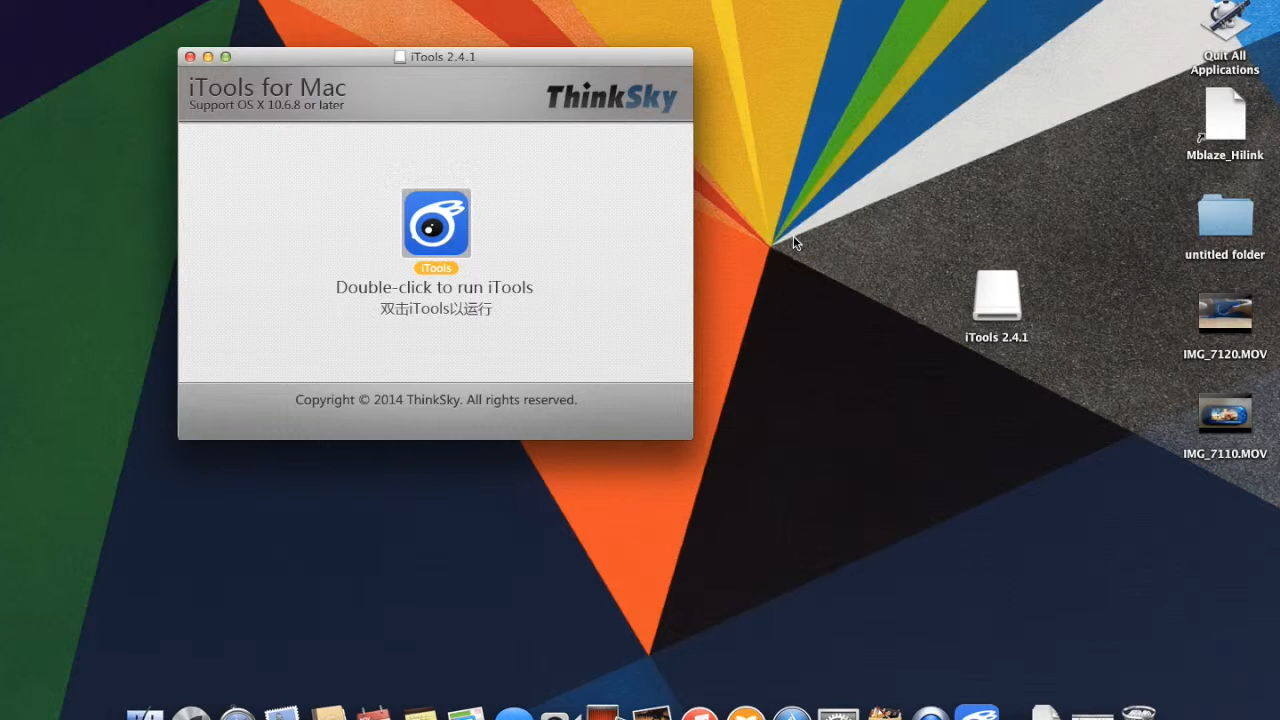 iTools 2.4.1
iTools for Mac
Support OS X 10.6.8 or later
ThinkSky
iTools
Double-click to run iTools
双击iTools以运行
Copyright © 2014 ThinkSky. All rights reserved.
Quit All
Applications
Mblaze_Hilink
untitled folder
iTools 2.4.1
IMG_7120.MOV
IMG_7110.MOV